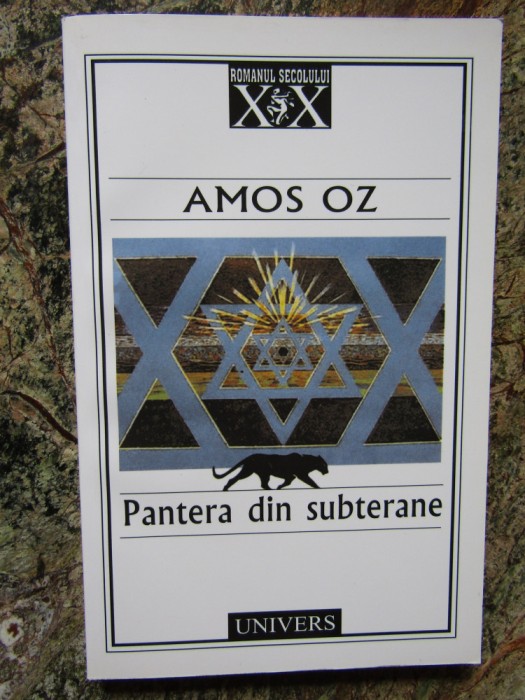 ROMANUL SECOLULUI
XX
AMOS OZ
Pantera din subterane
UNIVERS